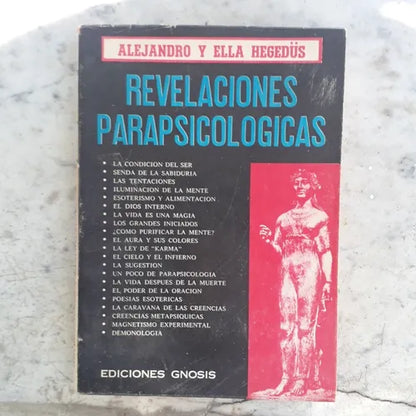 ALEJANDRO Y ELLA HEGEDÜS
REVELACIONES
PARAPSICOLOGICAS
• LA CONDICION DEL SER
• SENDA DE LA SABIDURIA
• LAS TENTACIONES
• ILUMINACION DE LA MENTE
• ESOTERISMO Y ALIMENTACION
• EL DIOS INTERNO
• LA VIDA ES UNA MAGIA
• LOS GRANDES INICIADOS
• ¿COMO PURIFICAR LA MENTE?
• EL AURA Y SUS COLORES
• LA LEY DE "KARMA"
• EL CIELO Y EL INFIERNO
• LA SUGESTION
• UN POCO DE PARAPSICOLOGIA
• LA VIDA DESPUES DE LA MUERTE
• EL PODER DE LA ORACION
• POESIAS ESOTERICAS
• LA CARAVANA DE LAS CREENCIAS
• CREENCIAS METAPSIQUICAS
• MAGNETISMO EXPERIMENTAL
• DEMONOLOGIA
EDICIONES GNOSIS